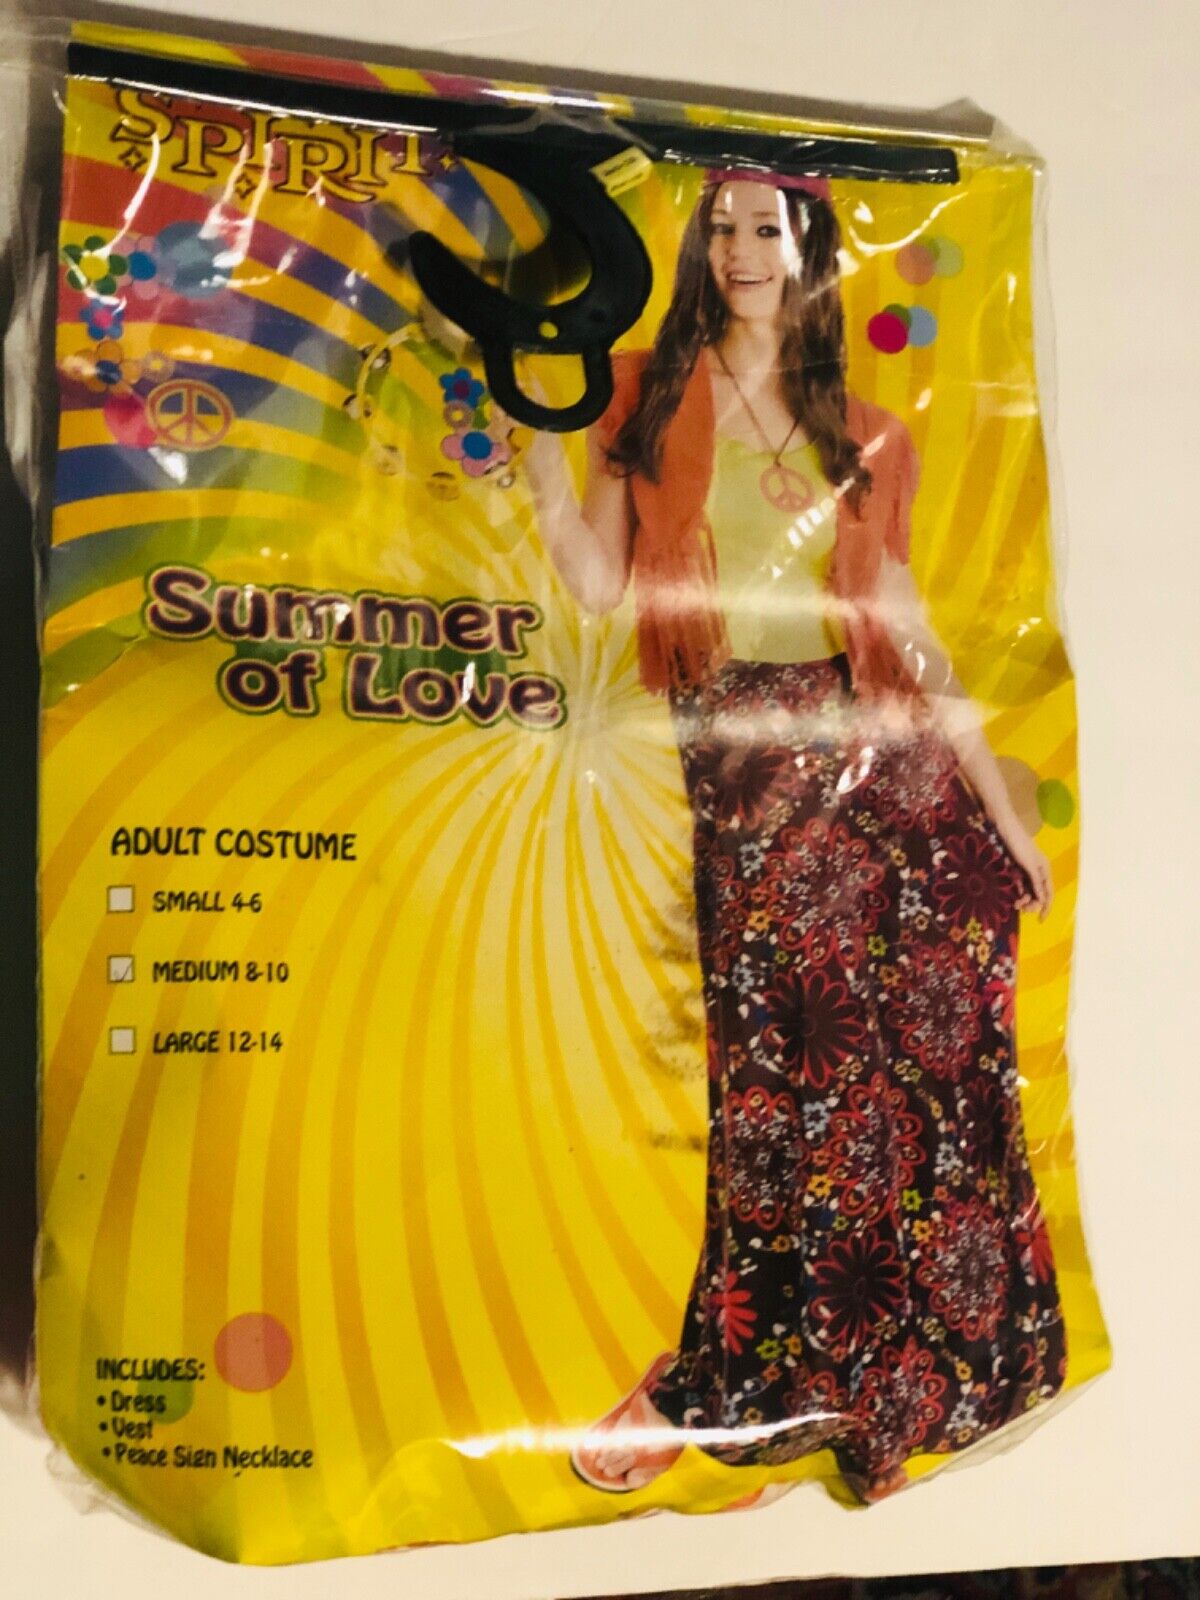 SPIRIT
Summer
of Love
ADULT COSTUME
SMALL 4-6
MEDIUM 8-10
LARGE 12-14
INCLUDES:
• Dress
• Vest
• Peace Sign Necklace